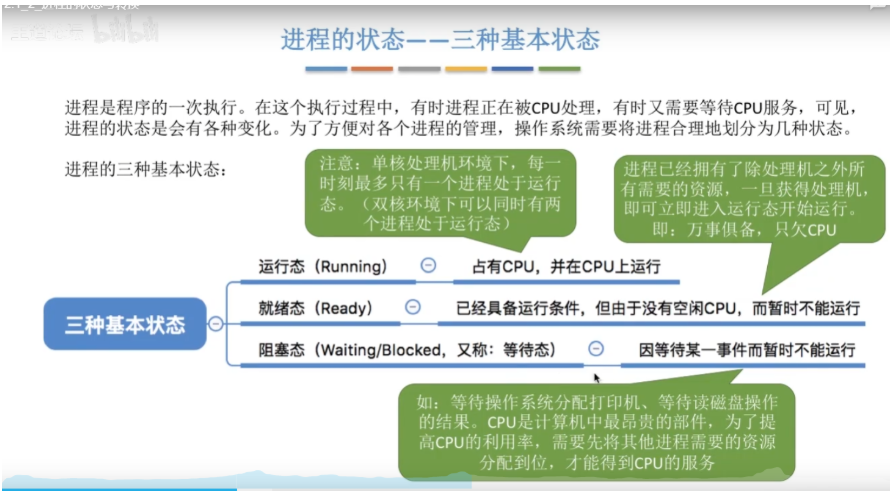 2.1_2_进程的状态与转换
进程的状态——三种基本状态
进程是程序的一次执行。在这个执行过程中，有时进程正在被CPU处理，有时又需要等待CPU服务，可见，
进程的状态是会有各种变化。为了方便对各个进程的管理，操作系统需要将进程合理地划分为几种状态。
进程的三种基本状态：
注意：单核处理机环境下，每一
时刻最多只有一个进程处于运行
态。（双核环境下可以同时有两
个进程处于运行态）
进程已经拥有了除处理机之外所
有需要的资源，一旦获得处理机，
即可立即进入运行态开始运行。
即：万事俱备，只欠CPU
三种基本状态
运行态（Running） 占有CPU，并在CPU上运行
就绪态（Ready） 已经具备运行条件，但由于没有空闲CPU，而暂时不能运行
阻塞态（Waiting/Blocked，又称：等待态） 因等待某一事件而暂时不能运行
如：等待操作系统分配打印机、等待读磁盘操作
的结果。CPU是计算机中最昂贵的部件，为了提
高CPU的利用率，需要先将其他进程需要的资源
分配到位，才能得到CPU的服务